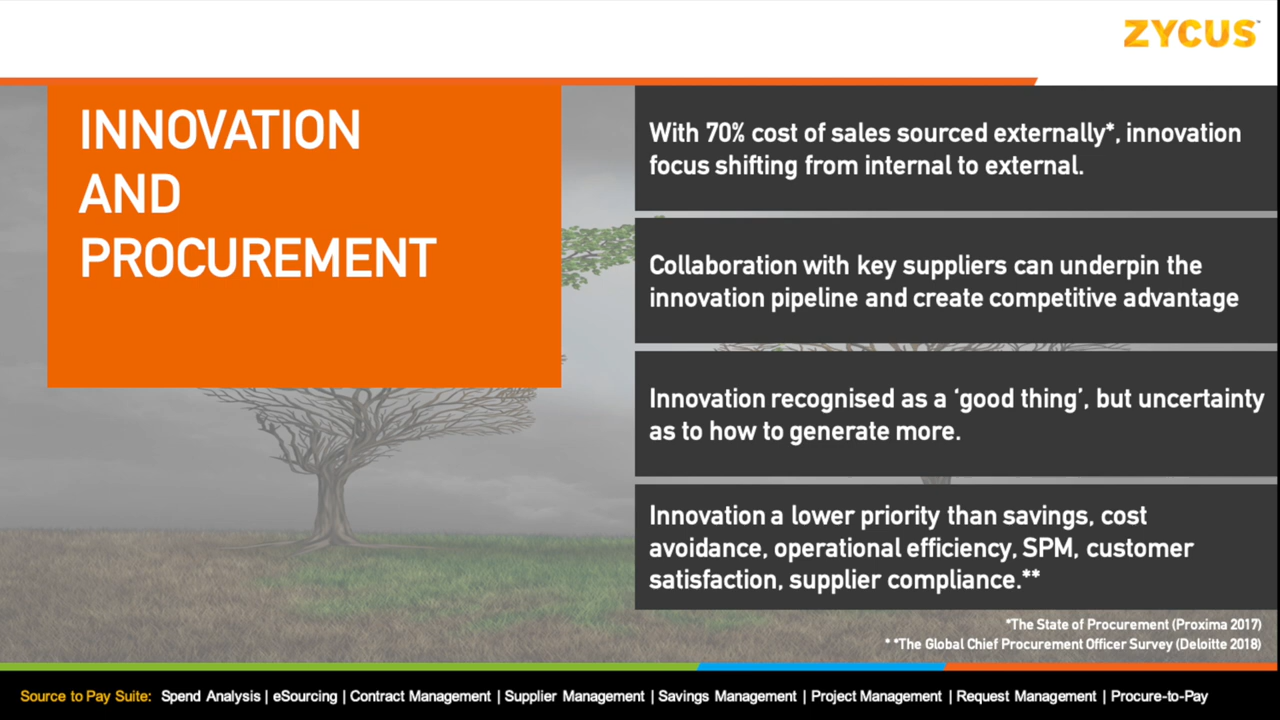 ZYCUS™
INNOVATION
AND
PROCUREMENT
With 70% cost of sales sourced externally*, innovation
focus shifting from internal to external.
Collaboration with key suppliers can underpin the
innovation pipeline and create competitive advantage
Innovation recognised as a ‘good thing’, but uncertainty
as to how to generate more.
Innovation a lower priority than savings, cost
avoidance, operational efficiency, SPM, customer
satisfaction, supplier compliance.**
*The State of Procurement (Proxima 2017)
* *The Global Chief Procurement Officer Survey (Deloitte 2018)
Source to Pay Suite: Spend Analysis | eSourcing | Contract Management | Supplier Management | Savings Management | Project Management | Request Management | Procure-to-Pay